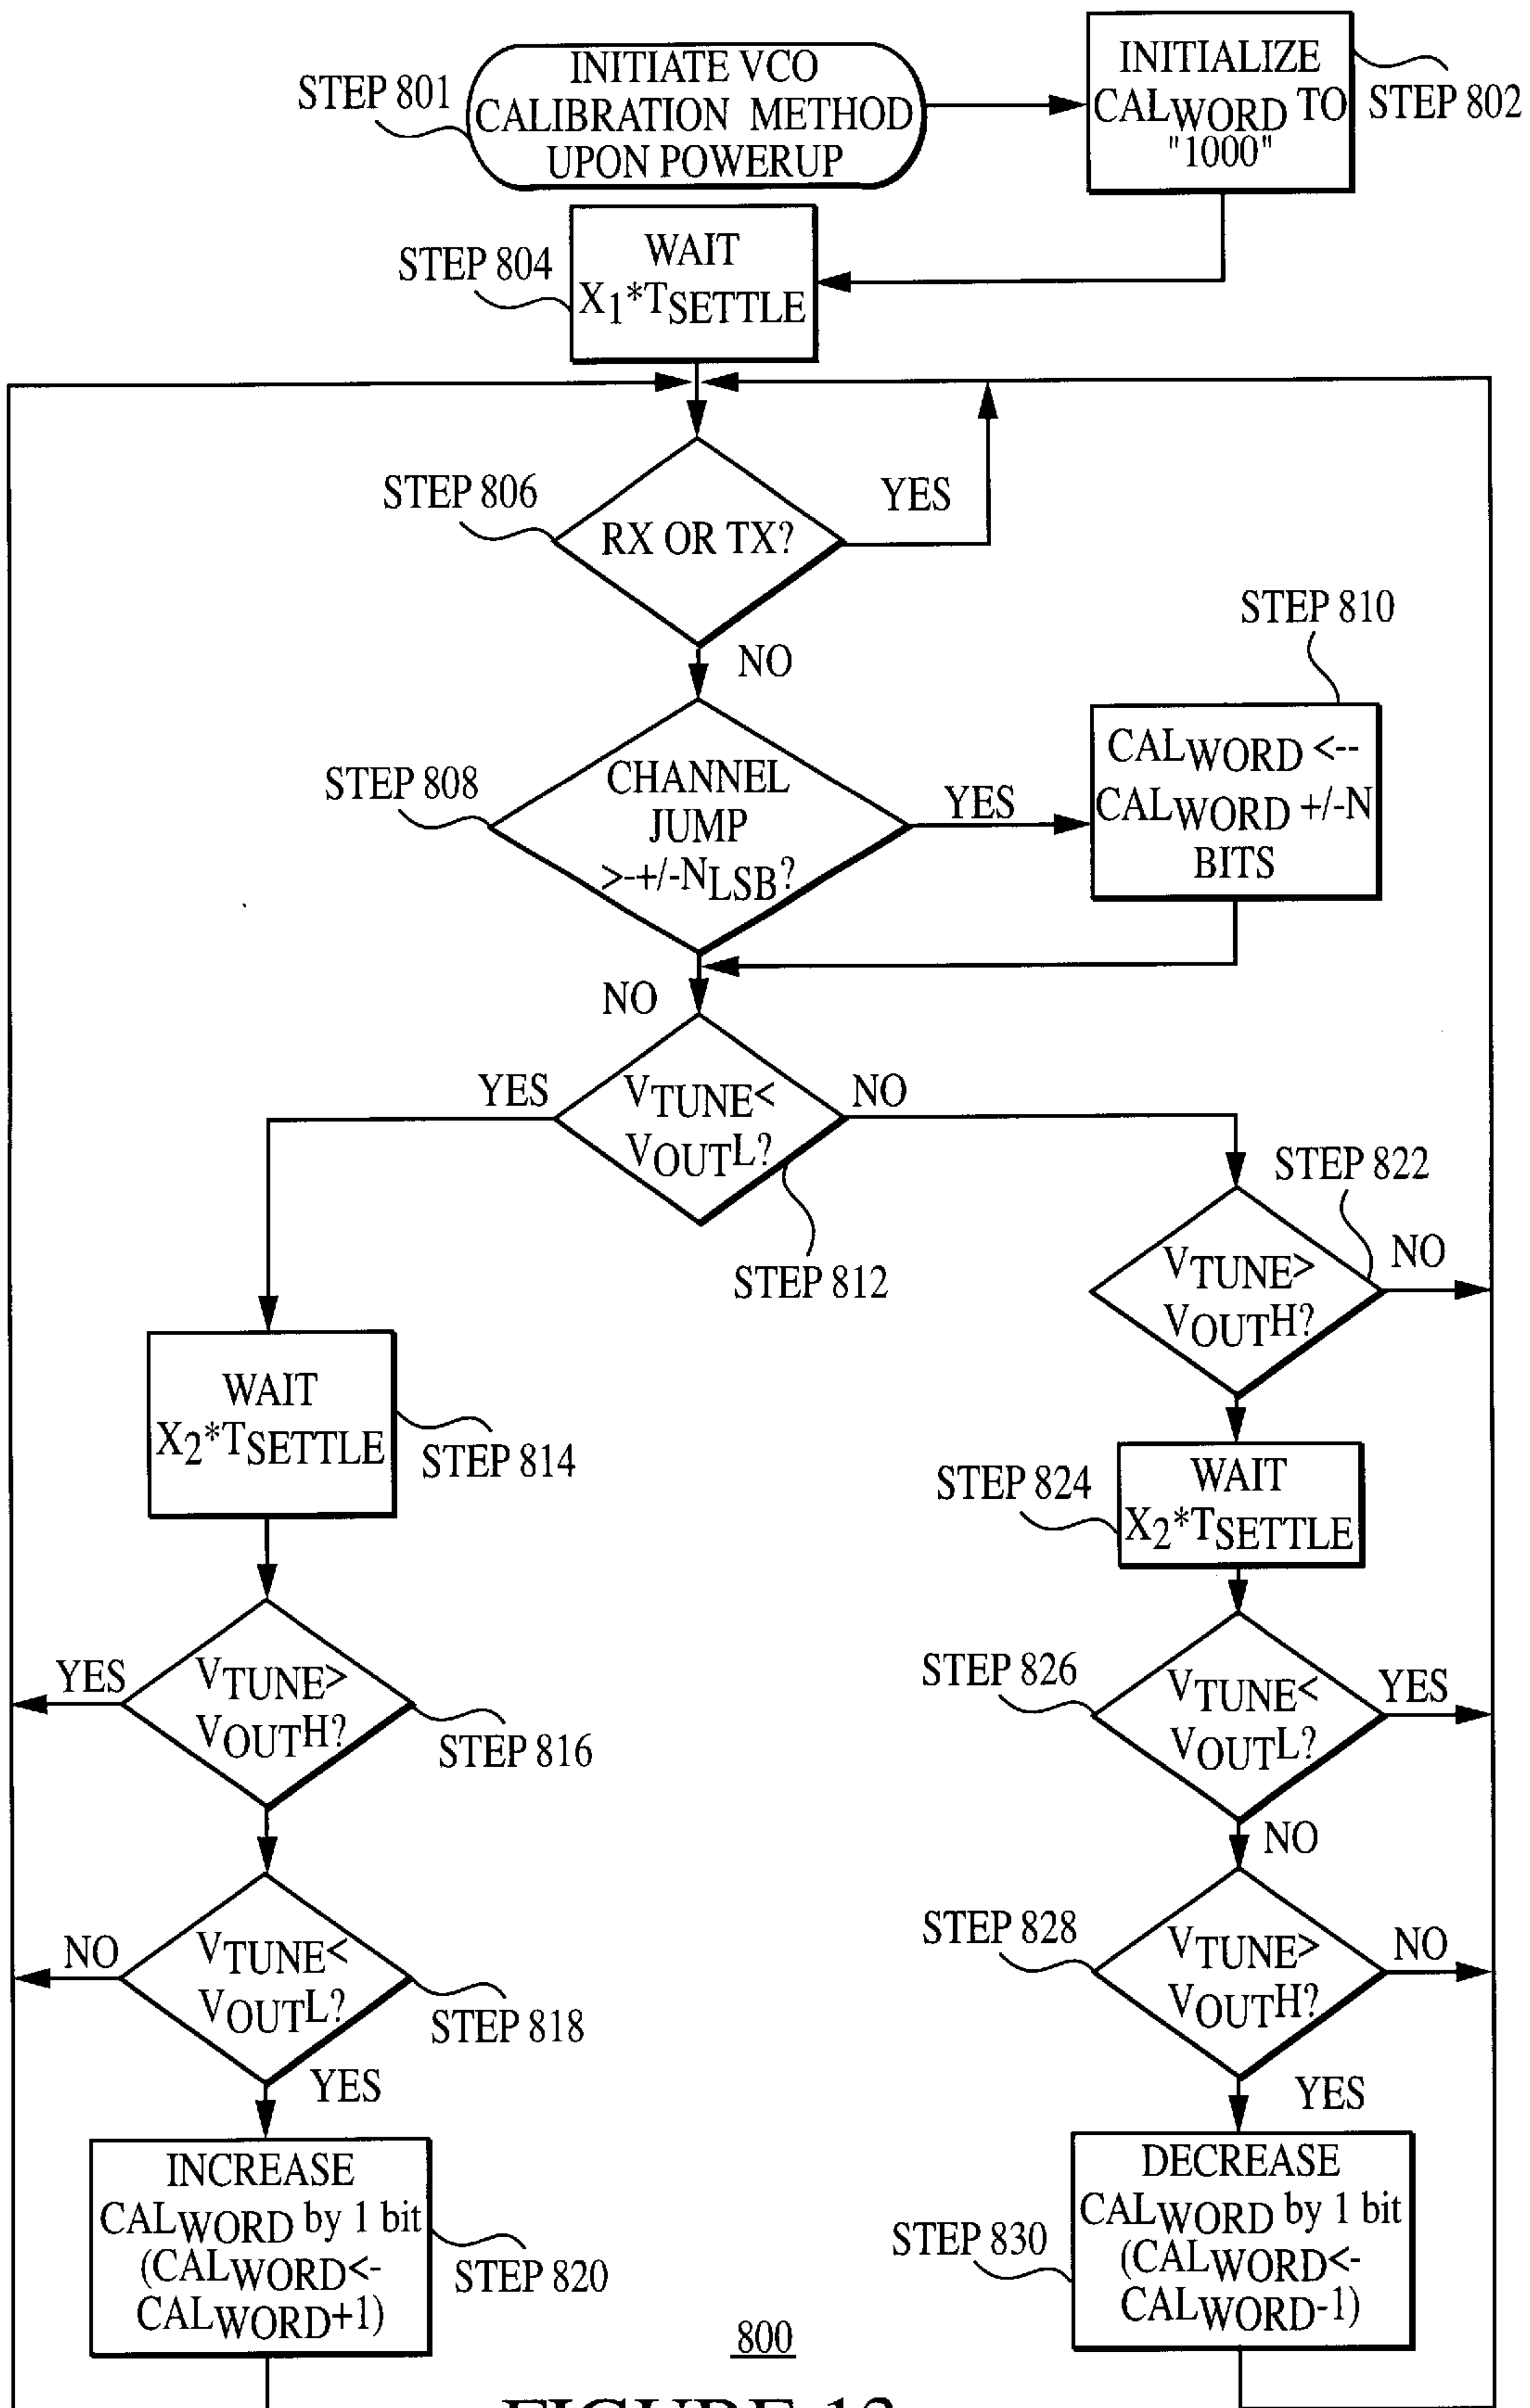 STEP 801
INITIATE VCO
CALIBRATION METHOD
UPON POWERUP
INITIALIZE
CALWORD TO
"1000"
STEP 802
STEP 804
WAIT
X1*TSETTLE
STEP 806
RX OR TX?
YES
NO
STEP 808
CHANNEL
JUMP
>-+/-NLSB?
YES
STEP 810
CALWORD <--
CALWORD +/-N
BITS
NO
YES
VTUNE<
VOUTL?
NO
STEP 812
STEP 822
VTUNE>
VOUTH?
NO
WAIT
X2*TSETTLE
STEP 814
STEP 824
WAIT
X2*TSETTLE
YES
VTUNE>
VOUTH?
STEP 816
STEP 826
VTUNE<
VOUTL?
YES
NO
NO
VTUNE<
VOUTL?
STEP 818
YES
STEP 828
VTUNE>
VOUTH?
NO
YES
INCREASE
CALWORD by 1 bit
(CALWORD<-
CALWORD+1)
STEP 820
STEP 830
DECREASE
CALWORD by 1 bit
(CALWORD<-
CALWORD-1)
800